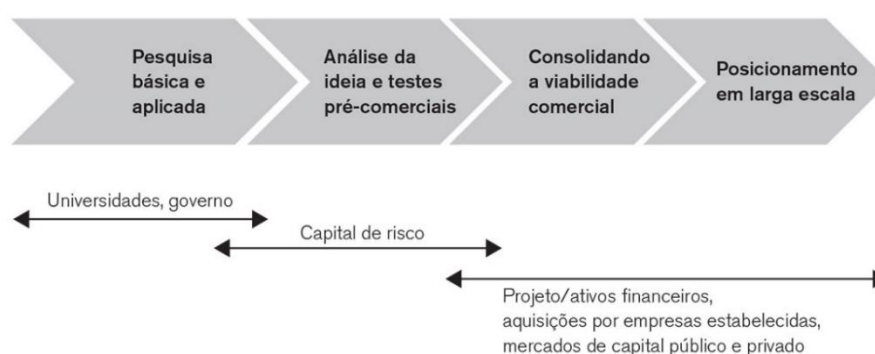 Pesquisa
básica e
aplicada
Análise da
ideia e testes
pré-comerciais
Consolidando
a viabilidade
comercial
Posicionamento
em larga escala
Universidades, governo
Capital de risco
Projeto/ativos financeiros,
aquisições por empresas estabelecidas,
mercados de capital público e privado